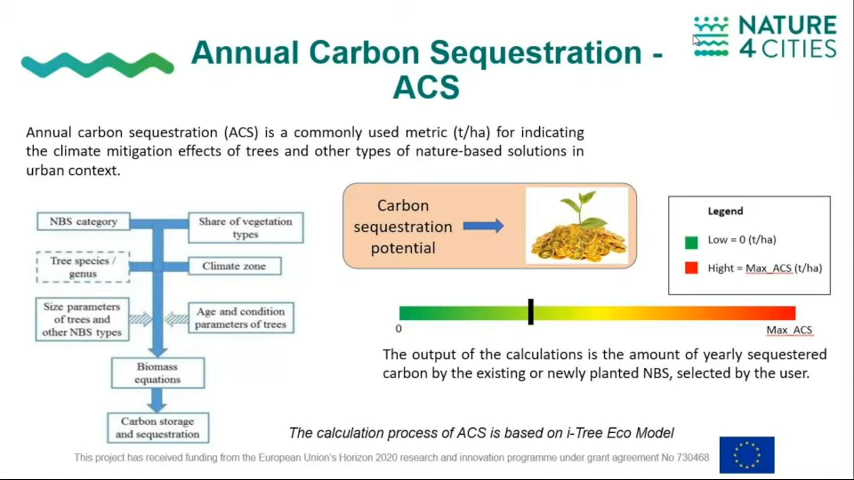 NATURE
4CITIES
Annual Carbon Sequestration -
ACS
Annual carbon sequestration (ACS) is a commonly used metric (t/ha) for indicating
the climate mitigation effects of trees and other types of nature-based solutions in
urban context.
NBS category
Share of vegetation
types
Tree species /
genus
Climate zone
Size parameters
of trees and
other NBS types
Age and condition
parameters of trees
Biomass
equations
Carbon storage
and sequestration
Carbon
sequestration
potential
Legend
Low = 0 (t/ha)
Hight = Max_ACS (t/ha)
0
Max_ACS
The output of the calculations is the amount of yearly sequestered
carbon by the existing or newly planted NBS, selected by the user.
The calculation process of ACS is based on i-Tree Eco Model
This project has received funding from the European Union's Horizon 2020 research and innovation programme under grant agreement No 730468